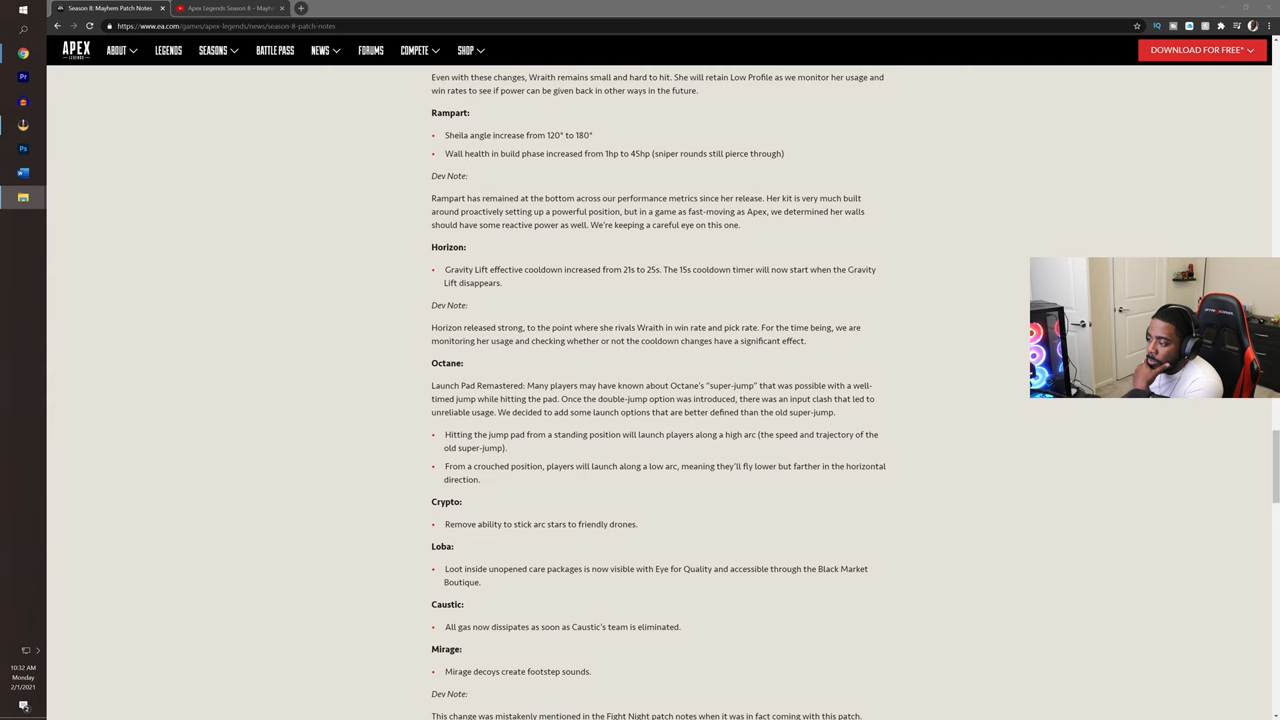 Season 8: Mayhem Patch Notes
Apex Legends Season 8 – Mayhe
https://www.ea.com/games/apex-legends/news/season-8-patch-notes
APEX
LEGENDS
ABOUT LEGENDS SEASONS BATTLE PASS NEWS FORUMS COMPETE SHOP
DOWNLOAD FOR FREE*
Even with these changes, Wraith remains small and hard to hit. She will retain Low Profile as we monitor her usage and
win rates to see if power can be given back in other ways in the future.
Rampart:
• Sheila angle increase from 120° to 180°
• Wall health in build phase increased from 1hp to 45hp (sniper rounds still pierce through)
Dev Note:
Rampart has remained at the bottom across our performance metrics since her release. Her kit is very much built
around proactively setting up a powerful position, but in a game as fast-moving as Apex, we determined her walls
should have some reactive power as well. We're keeping a careful eye on this one.
Horizon:
• Gravity Lift effective cooldown increased from 21s to 25s. The 15s cooldown timer will now start when the Gravity
Lift disappears.
Dev Note:
Horizon released strong, to the point where she rivals Wraith in win rate and pick rate. For the time being, we are
monitoring her usage and checking whether or not the cooldown changes have a significant effect.
Octane:
Launch Pad Remastered: Many players may have known about Octane's "super-jump" that was possible with a well-
timed jump while hitting the pad. Once the double-jump option was introduced, there was an input clash that led to
unreliable usage. We decided to add some launch options that are better defined than the old super-jump.
• Hitting the jump pad from a standing position will launch players along a high arc (the speed and trajectory of the
old super-jump).
• From a crouched position, players will launch along a low arc, meaning they'll fly lower but farther in the horizontal
direction.
Crypto:
• Remove ability to stick arc stars to friendly drones.
Loba:
• Loot inside unopened care packages is now visible with Eye for Quality and accessible through the Black Market
Boutique.
Caustic:
• All gas now dissipates as soon as Caustic's team is eliminated.
Mirage:
• Mirage decoys create footstep sounds.
Dev Note:
This change was mistakenly mentioned in the Fight Night patch notes when it was in fact coming with this patch.
10:32 AM
Monday
2/1/2021